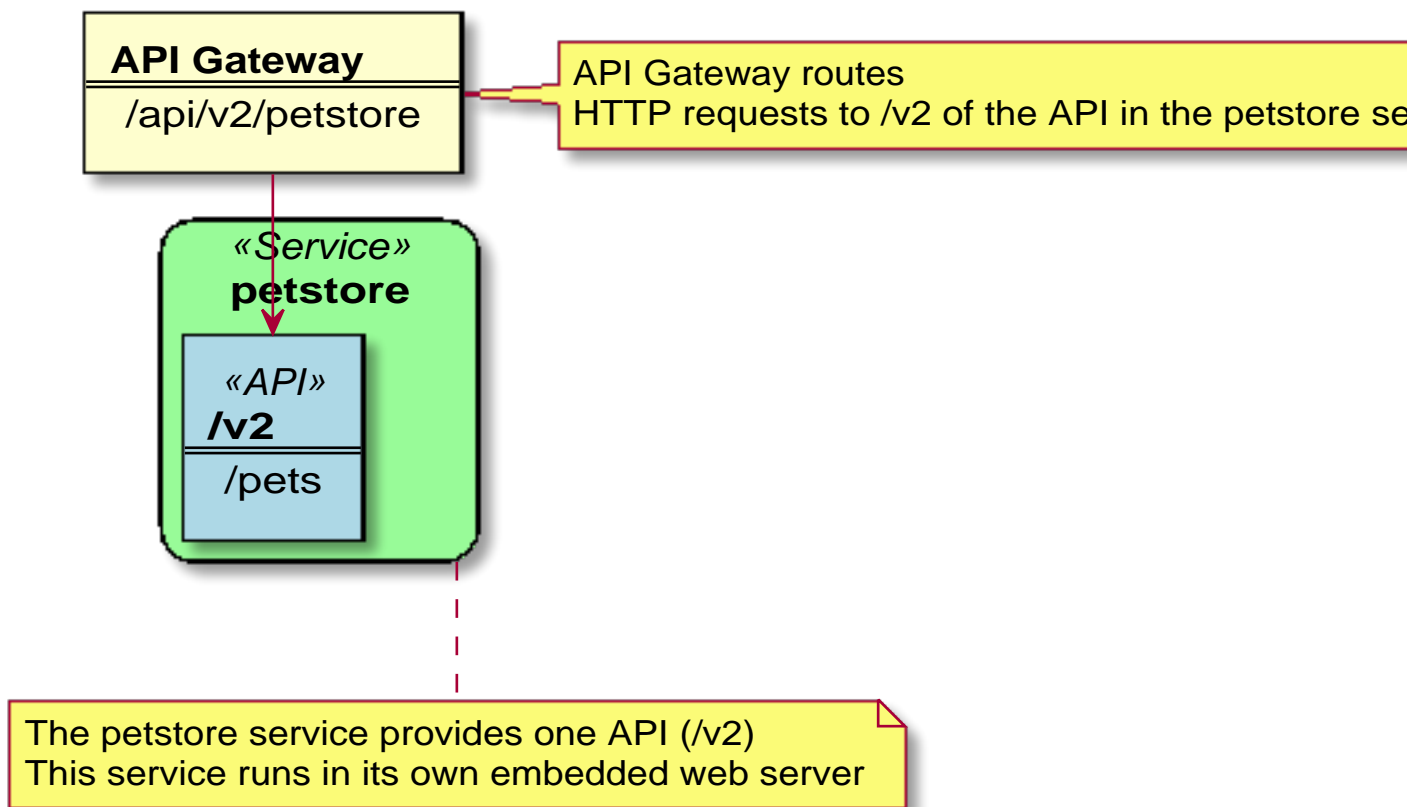 API Gateway
/api/v2/petstore
API Gateway routes
HTTP requests to /v2 of the API in the petstore se
«Service»
petstore
«API»
/v2
/pets
The petstore service provides one API (/v2)
This service runs in its own embedded web server